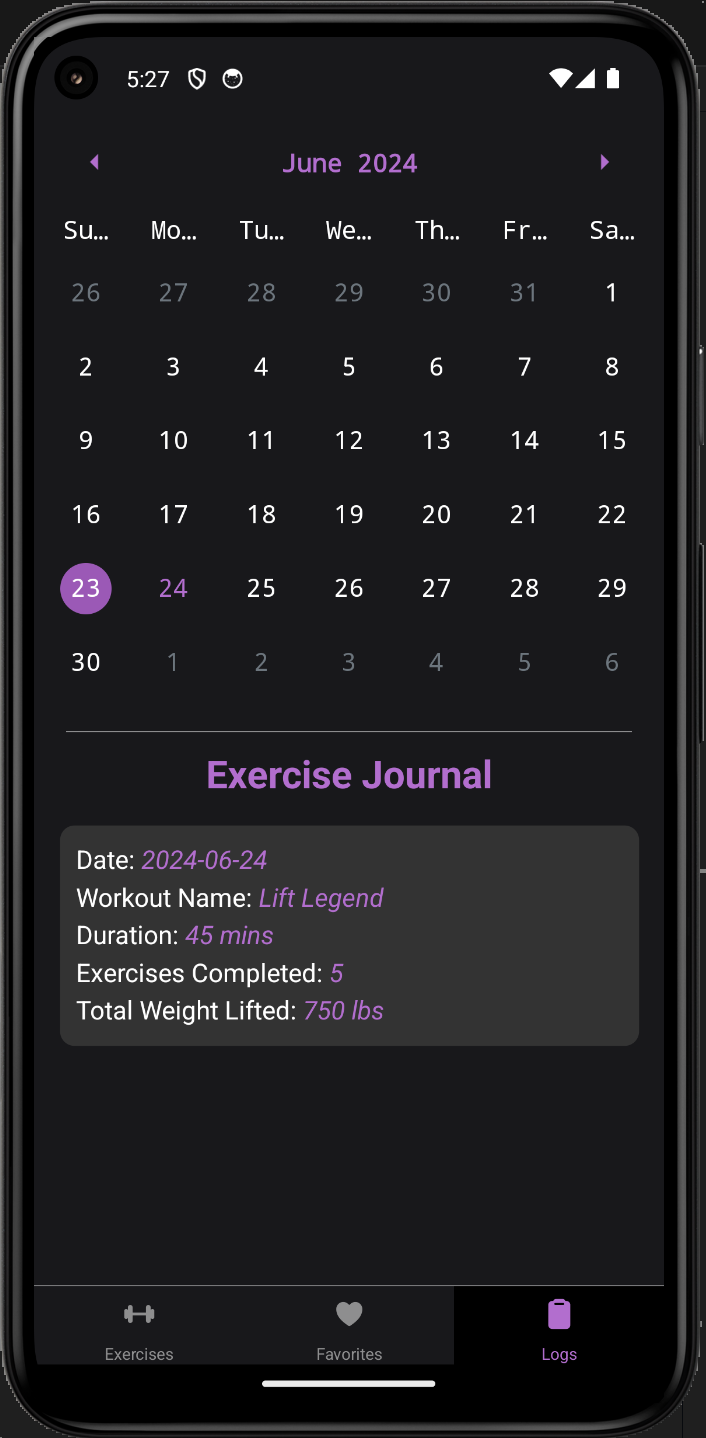 5:27
June 2024
Su... Mo... Tu... We... Th... Fr... Sa...
26 27 28 29 30 31 1
2 3 4 5 6 7 8
9 10 11 12 13 14 15
16 17 18 19 20 21 22
23 24 25 26 27 28 29
30 1 2 3 4 5 6
Exercise Journal
Date: 2024-06-24
Workout Name: Lift Legend
Duration: 45 mins
Exercises Completed: 5
Total Weight Lifted: 750 lbs
Exercises Favorites Logs